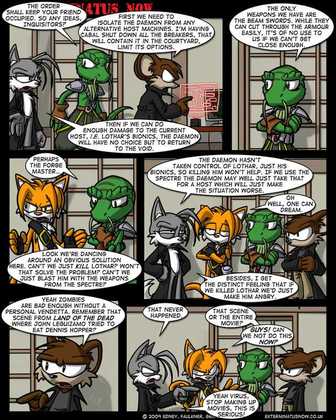 THE ORDER
SHALL KEEP YOUR FRIEND
OCCUPIED. SO ANY IDEAS,
INQUISITORS?
NATUS NOW
FIRST WE NEED TO
ISOLATE THE DAEMON FROM ANY
ALTERNATIVE HOST MACHINES. I'M HAVING
CABAL SHUT DOWN ALL THE BREAKERS, THAT
WILL CONTAIN IT IN THE COURTYARD,
LIMIT ITS OPTIONS.
THEN IF WE CAN DO
ENOUGH DAMAGE TO THE CURRENT
HOST, I.E. LOTHAR'S BIONICS, THE DAEMON
WILL HAVE NO CHOICE BUT TO RETURN
TO THE VOID.
THE ONLY
WEAPONS WE HAVE ARE
THE BEAM SWORDS. WHILE THEY
CAN CUT THROUGH THE ARMOUR
EASILY, IT'S OF NO USE TO
US IF WE CAN'T GET
CLOSE ENOUGH.
PERHAPS
THE FORGE
MASTER...
LOOK WE'RE DANCING
AROUND AN OBVIOUS SOLUTION
HERE. CAN'T WE JUST KILL LOTHAR? WON'T
THAT SOLVE THE PROBLEM? CAN'T WE
JUST BLAST HIM WITH THE WEAPONS
FROM THE SPECTRE?
THE DAEMON HASN'T
TAKEN CONTROL OF LOTHAR, JUST HIS
BIONICS, SO KILLING HIM WON'T HELP. IF WE USE THE
SPECTRE THE DAEMON MAY WELL JUST TAKE THAT
FOR A HOST WHICH WILL JUST MAKE
THE SITUATION WORSE.
OH
WELL, ONE CAN
DREAM.
BESIDES, I GET
THE DISTINCT FEELING THAT IF
WE KILLED LOTHAR WE'D JUST
MAKE HIM ANGRY.
YEAH ZOMBIES
ARE BAD ENOUGH WITHOUT A
PERSONAL VENDETTA. REMEMBER THAT
SCENE FROM LAND OF THE DEAD
WHERE JOHN LEGUIZAMO TRIED TO
EAT DENNIS HOPPER?
THAT NEVER
HAPPENED.
THAT SCENE
OR THE ENTIRE
MOVIE?
GUYS! CAN
WE NOT DO THIS
NOW?
YEAH VIRUS,
STOP MAKING UP
MOVIES, THIS IS
SERIOUS!
© 2009 EDNEY, FAULKNER,
EXTERMINATUSNOW.CO.UK